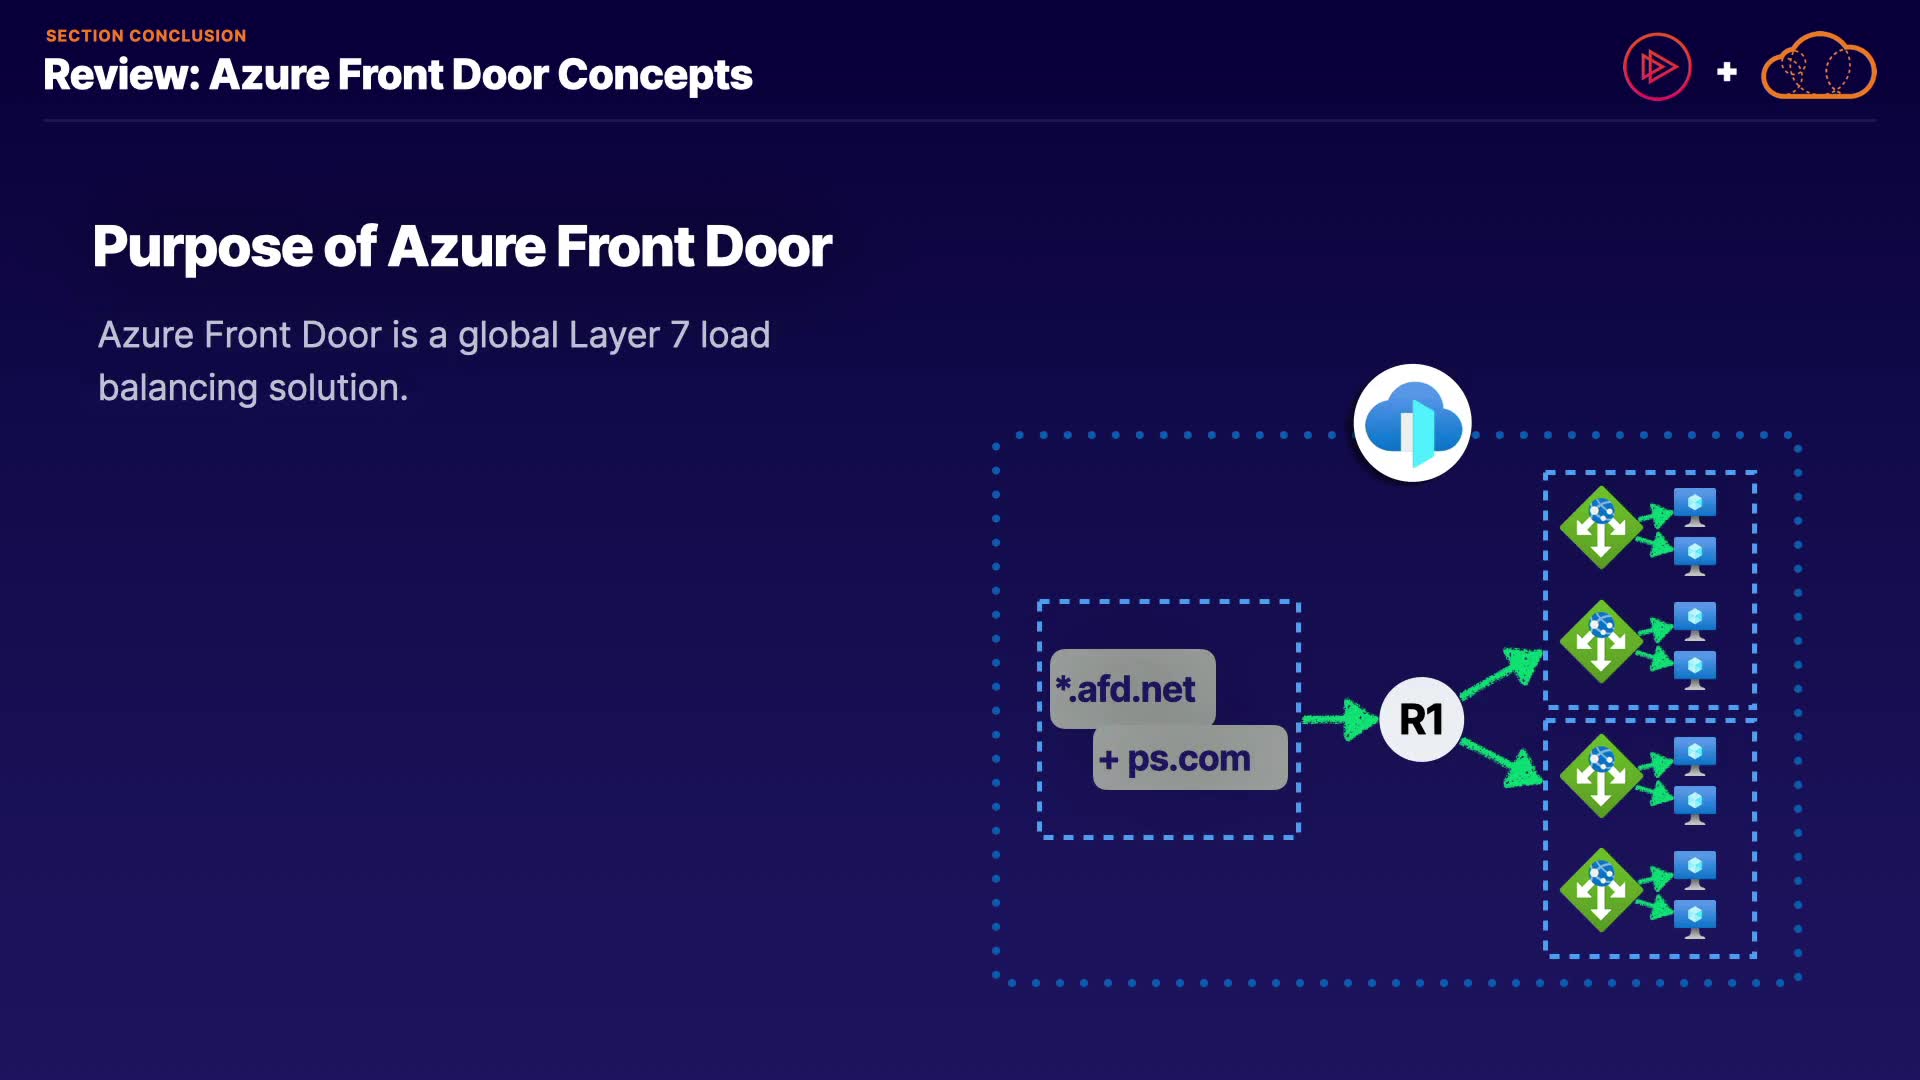 SECTION CONCLUSION
Review: Azure Front Door Concepts
+
Purpose of Azure Front Door
Azure Front Door is a global Layer 7 load
balancing solution.
*.afd.net
+ ps.com
R1